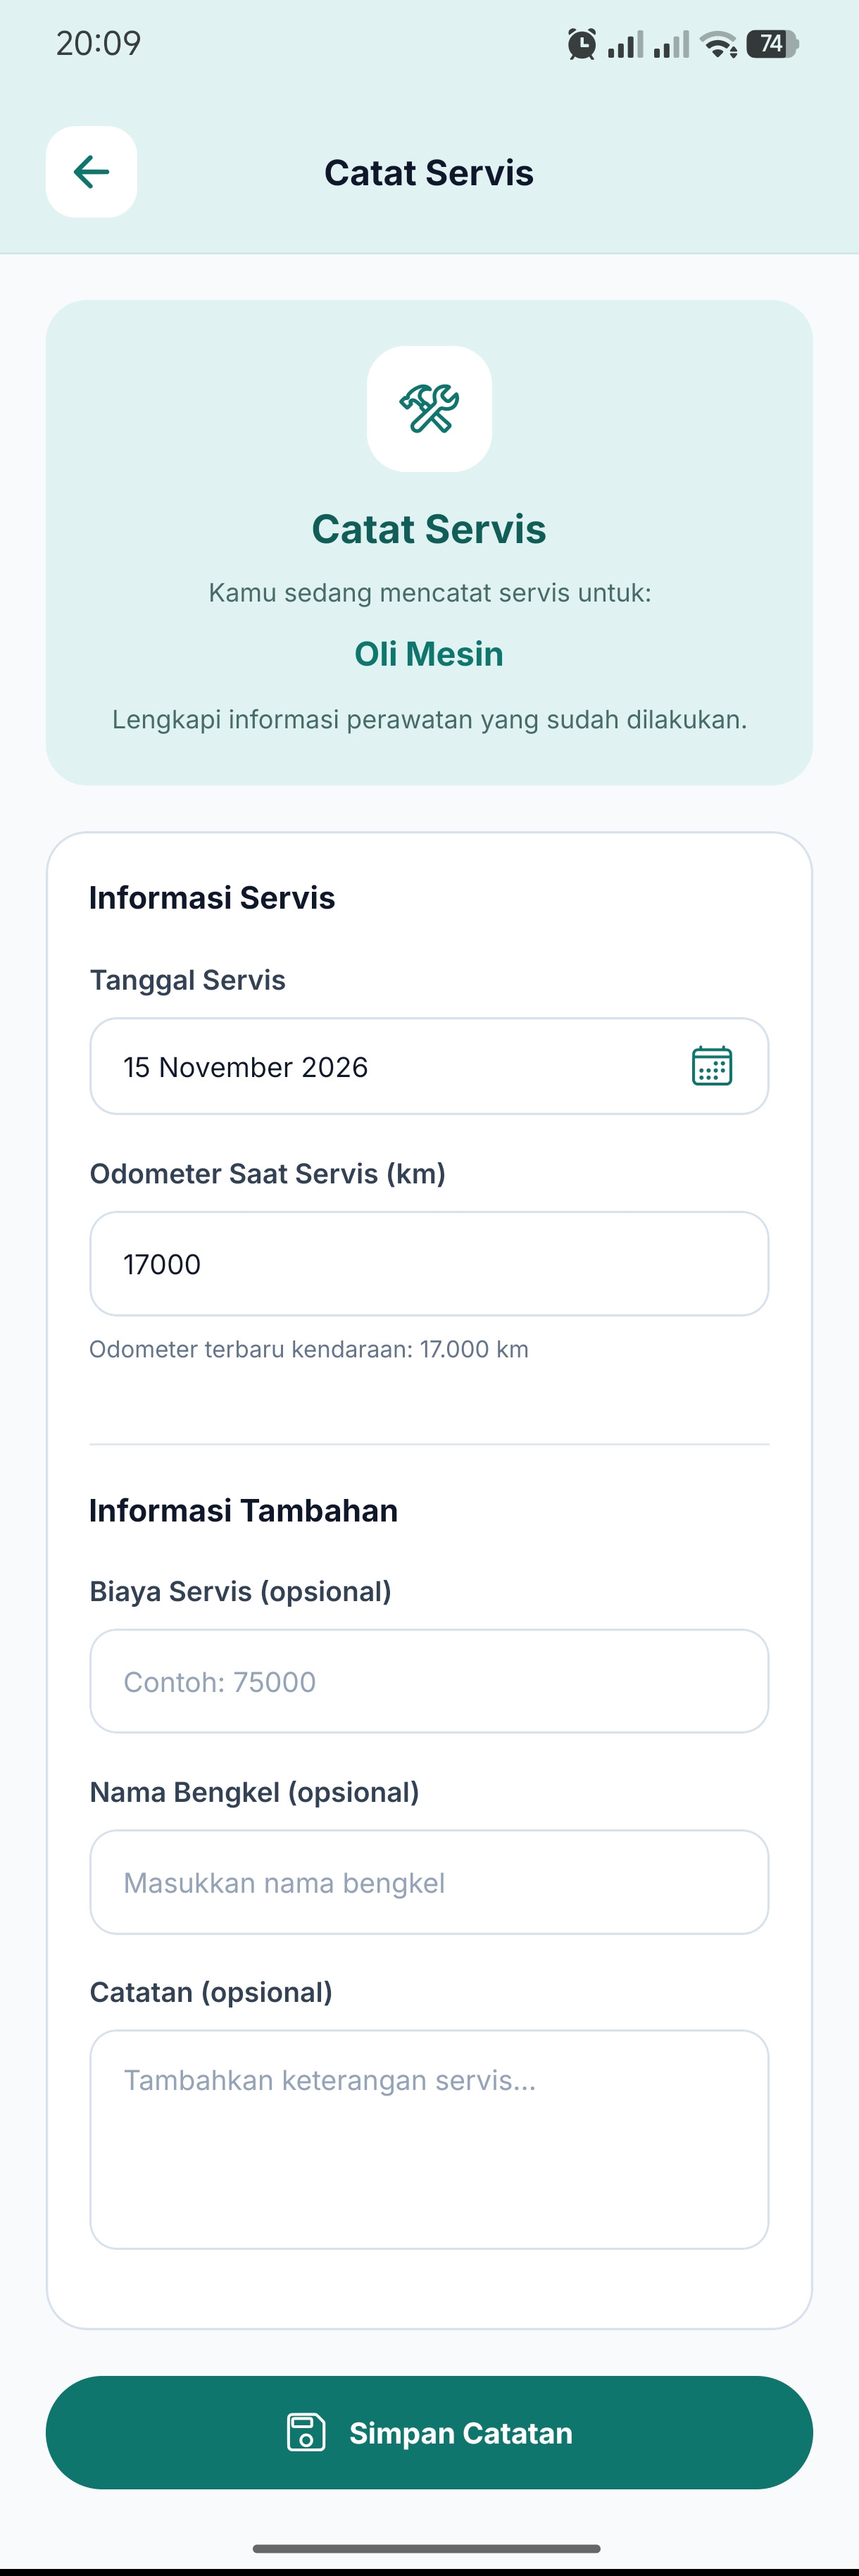 20:09
74
Catat Servis
Catat Servis
Kamu sedang mencatat servis untuk:
Oli Mesin
Lengkapi informasi perawatan yang sudah dilakukan.
Informasi Servis
Tanggal Servis
15 November 2026
Odometer Saat Servis (km)
17000
Odometer terbaru kendaraan: 17.000 km
Informasi Tambahan
Biaya Servis (opsional)
Contoh: 75000
Nama Bengkel (opsional)
Masukkan nama bengkel
Catatan (opsional)
Tambahkan keterangan servis...
Simpan Catatan